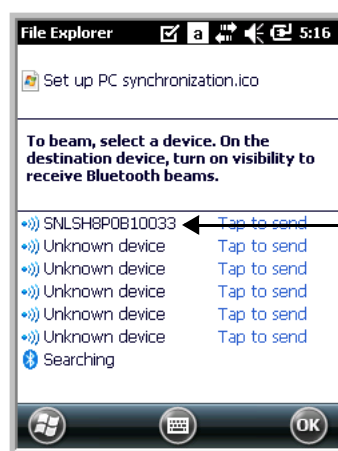 File Explorer a 5:16
Set up PC synchronization.ico
To beam, select a device. On the
destination device, turn on visibility to
receive Bluetooth beams.
SNLSH8P0B10033 Tap to send
Unknown device Tap to send
Unknown device Tap to send
Unknown device Tap to send
Unknown device Tap to send
Unknown device Tap to send
Searching
OK